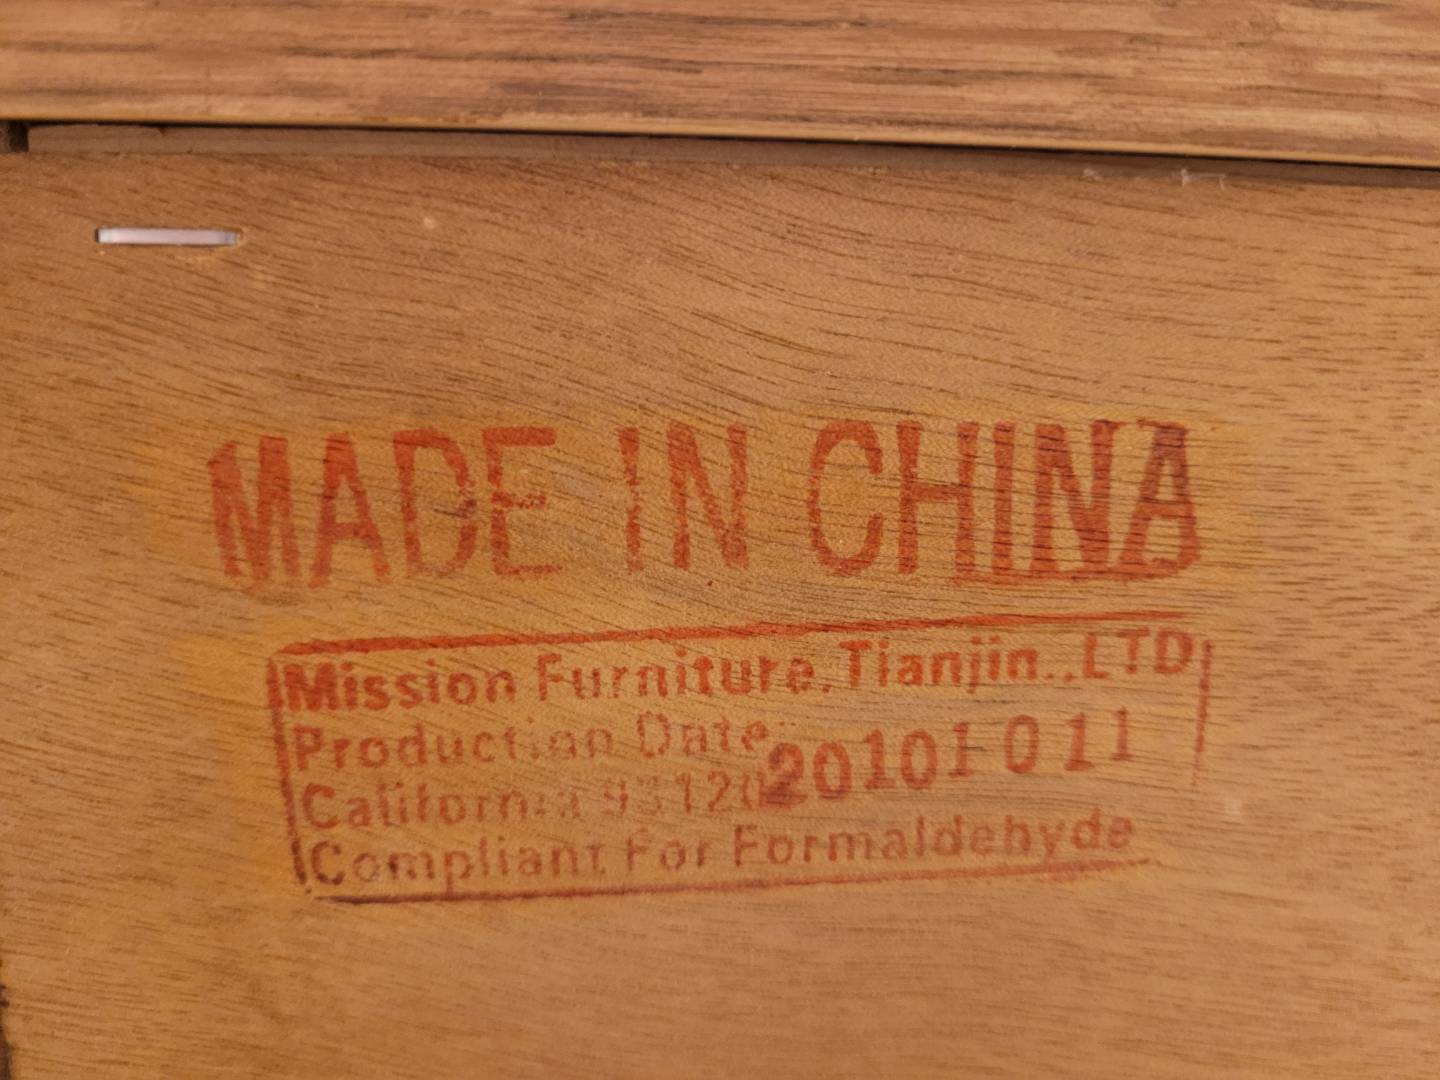 MADE IN CHINA
Mission Furniture.Tianjin.,LTD
Production Date: 20101011
California 93120
Compliant For Formaldehyde